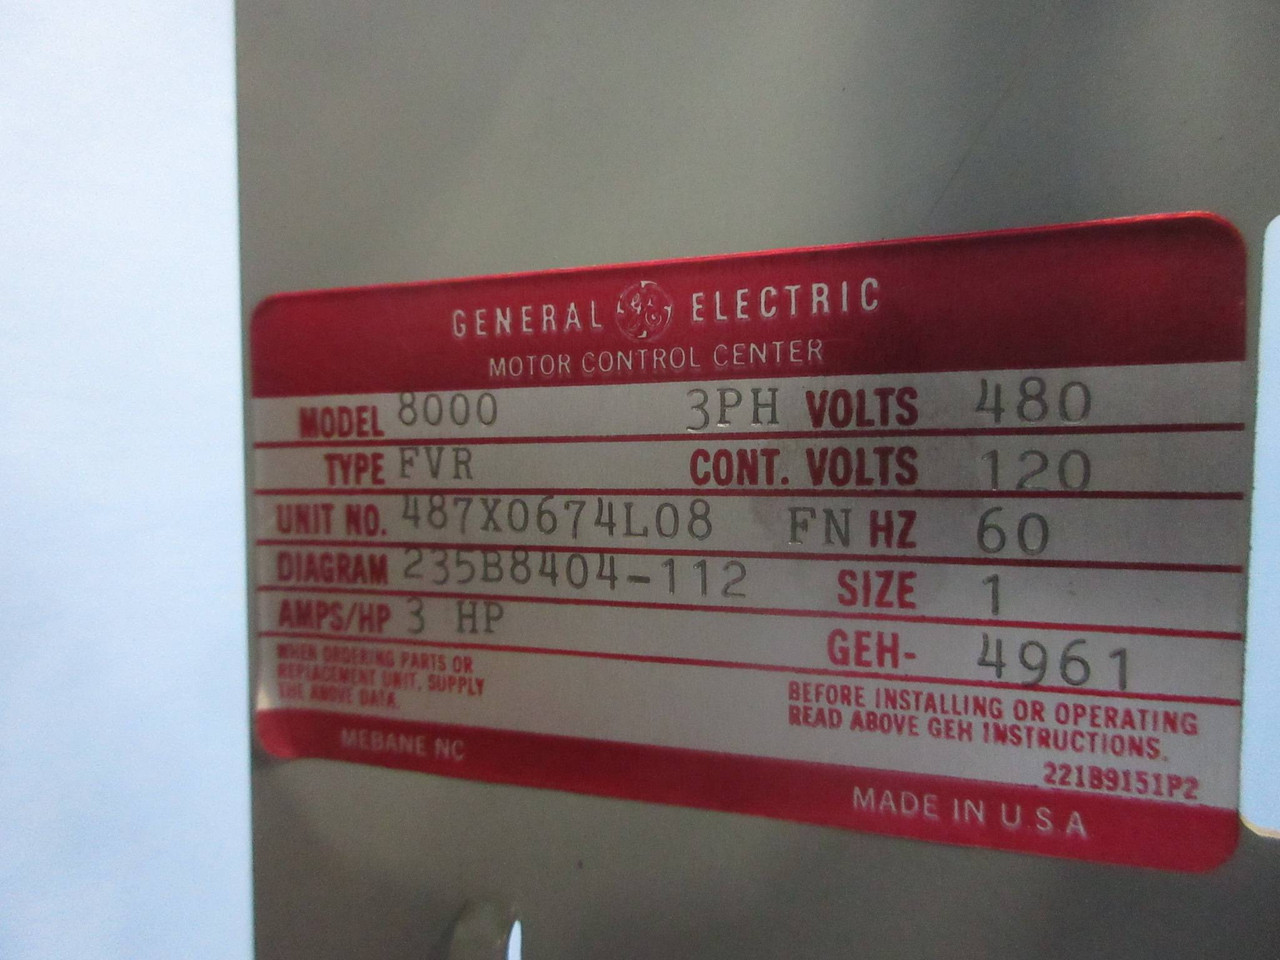 GENERAL GE ELECTRIC
MOTOR CONTROL CENTER
MODEL 8000 3PH VOLTS 480
TYPE FVR CONT. VOLTS 120
UNIT NO. 487X0674L08 FN HZ 60
DIAGRAM 235B8404-112 SIZE 1
AMPS/HP 3 HP GEH- 4961
WHEN ORDERING PARTS OR
REPLACEMENT UNIT, SUPPLY
THE ABOVE DATA.
BEFORE INSTALLING OR OPERATING
READ ABOVE GEH INSTRUCTIONS.
221B9151P2
MEBANE NC
MADE IN U.S.A